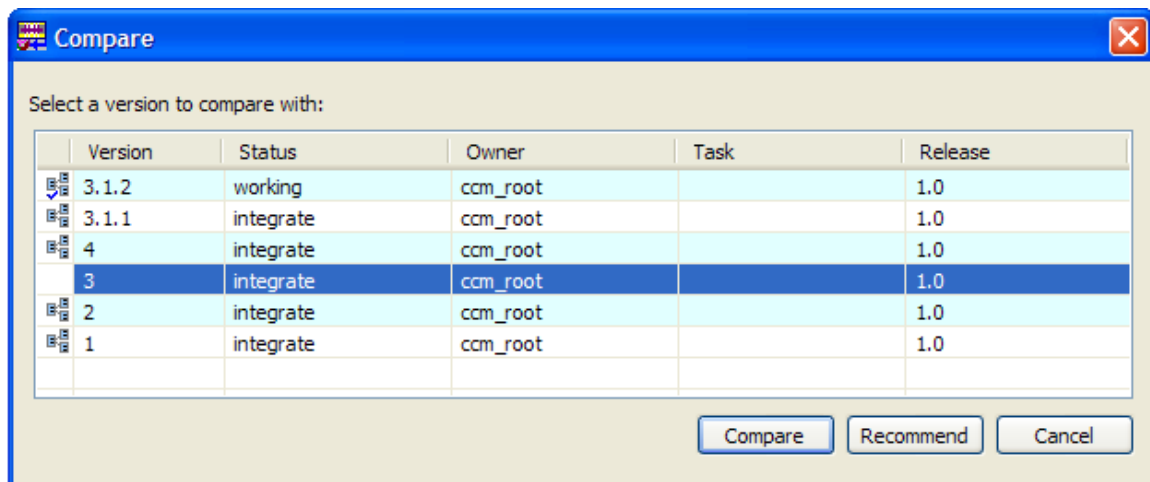 Compare
Select a version to compare with:
Version Status Owner Task Release
3.1.2 working ccm_root 1.0
3.1.1 integrate ccm_root 1.0
4 integrate ccm_root 1.0
3 integrate ccm_root 1.0
2 integrate ccm_root 1.0
1 integrate ccm_root 1.0
Compare Recommend Cancel